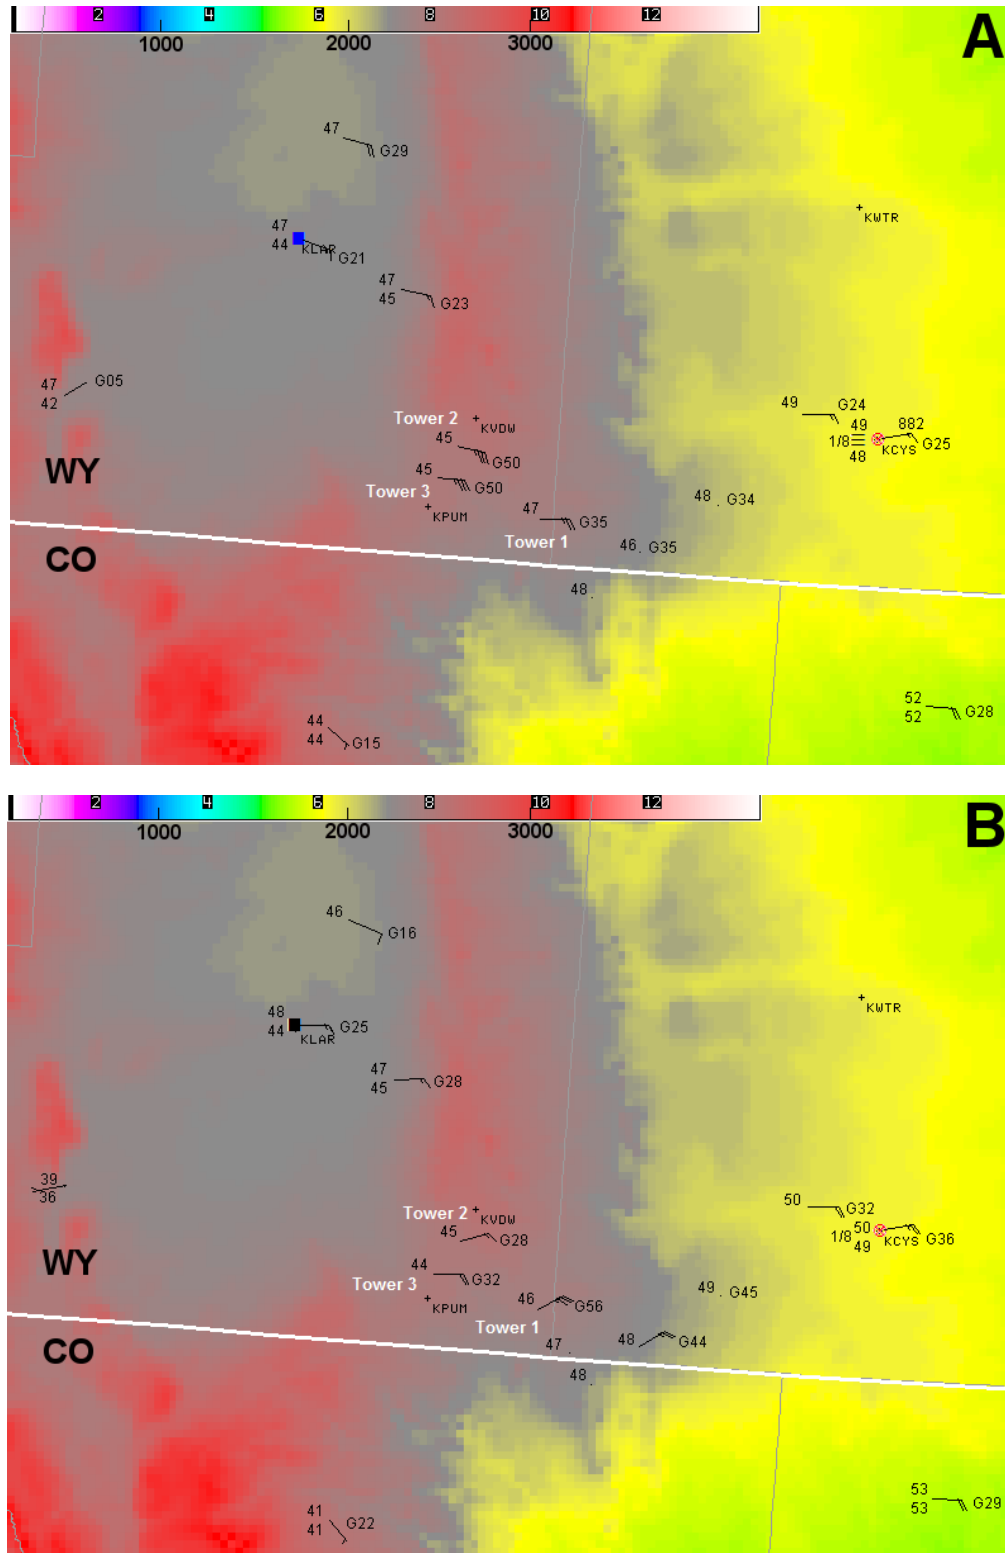 2 4 6 8 10 12
1000 2000 3000
A
47 G29
KWTR
47
44 KLAR G21
47
45 G23
47
42 G05
Tower 2 KVDW
45 G50
45 G50
Tower 3
KPUM
47 G35
Tower 1
49 G24
49 882
1/8 KCYS G25
48
48 G34
46 G35
WY
CO
48
44
44 G15
52
52 G28
2 4 6 8 10 12
1000 2000 3000
B
46 G16
KWTR
48
44 KLAR G25
47
45 G28
39
36
Tower 2 KVDW
45 G28
44 G32
Tower 3
KPUM
46 G56
Tower 1
47
50 G32
50
1/8 KCYS G36
49
49 G45
48 G44
WY
CO
48
41
41 G22
53
53 G29